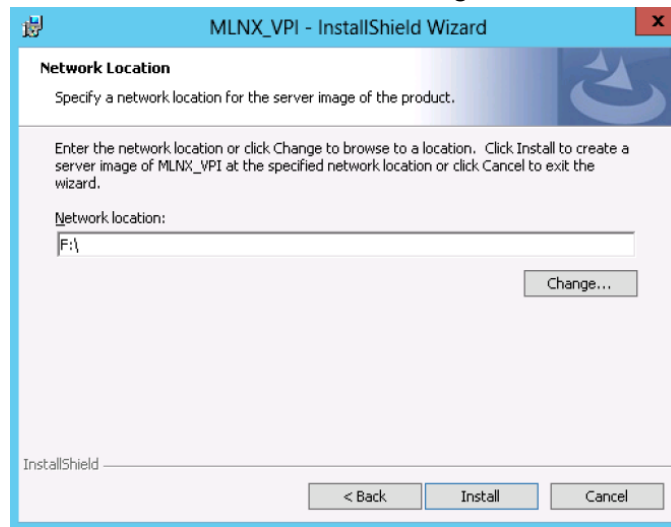 MLNX_VPI - InstallShield Wizard
x
Network Location
Specify a network location for the server image of the product.
Enter the network location or click Change to browse to a location. Click Install to create a
server image of MLNX_VPI at the specified network location or click Cancel to exit the
wizard.
Network location:
F:\
Change...
InstallShield
< Back Install Cancel